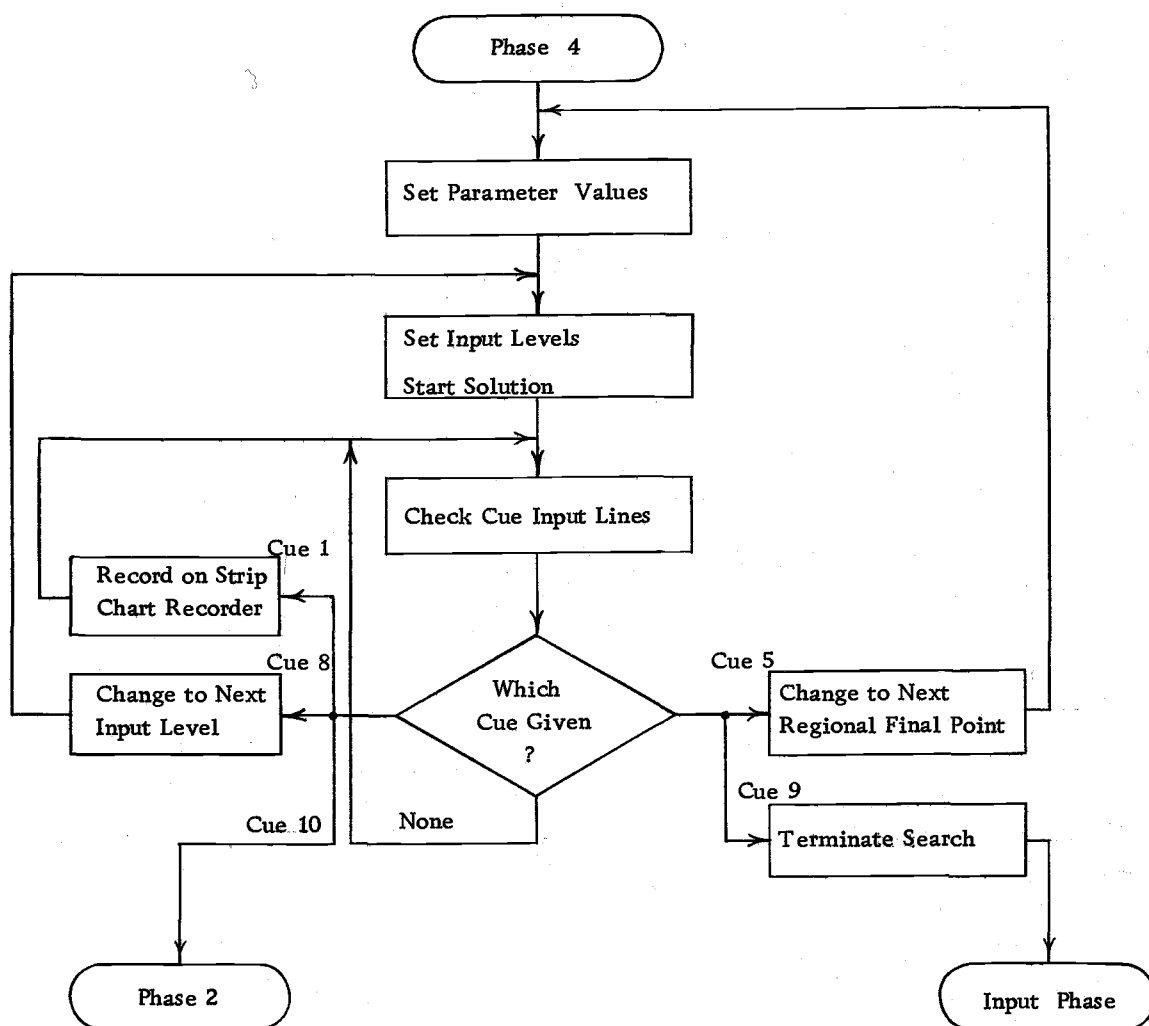 Phase 4
Set Parameter Values
Set Input Levels
Start Solution
Check Cue Input Lines
Cue 1
Record on Strip
Chart Recorder
Cue 8
Change to Next
Input Level
Which
Cue Given
?
Cue 5
Change to Next
Regional Final Point
Cue 9
Terminate Search
Cue 10
None
Phase 2
Input Phase